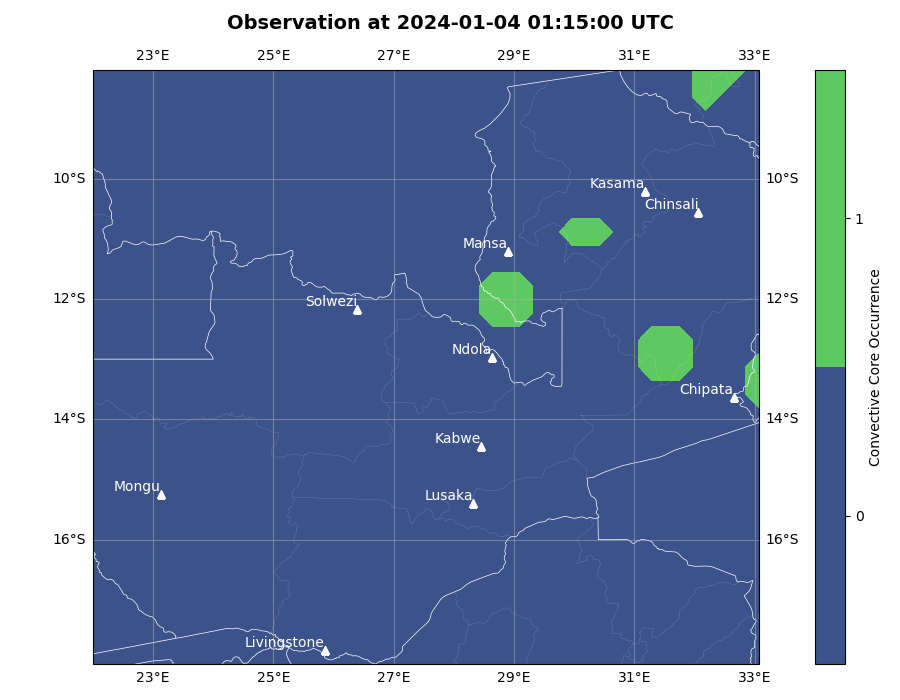 Observation at 2024-01-04 01:15:00 UTC
23°E 25°E 27°E 29°E 31°E 33°E
10°S 10°S
Kasama
Chinsali
1
Mansa
12°S 12°S
Solwezi
Ndola
Chipata
14°S 14°S
Kabwe
Mongu
Lusaka
0
16°S 16°S
Livingstone
23°E 25°E 27°E 29°E 31°E 33°E
Convective Core Occurrence